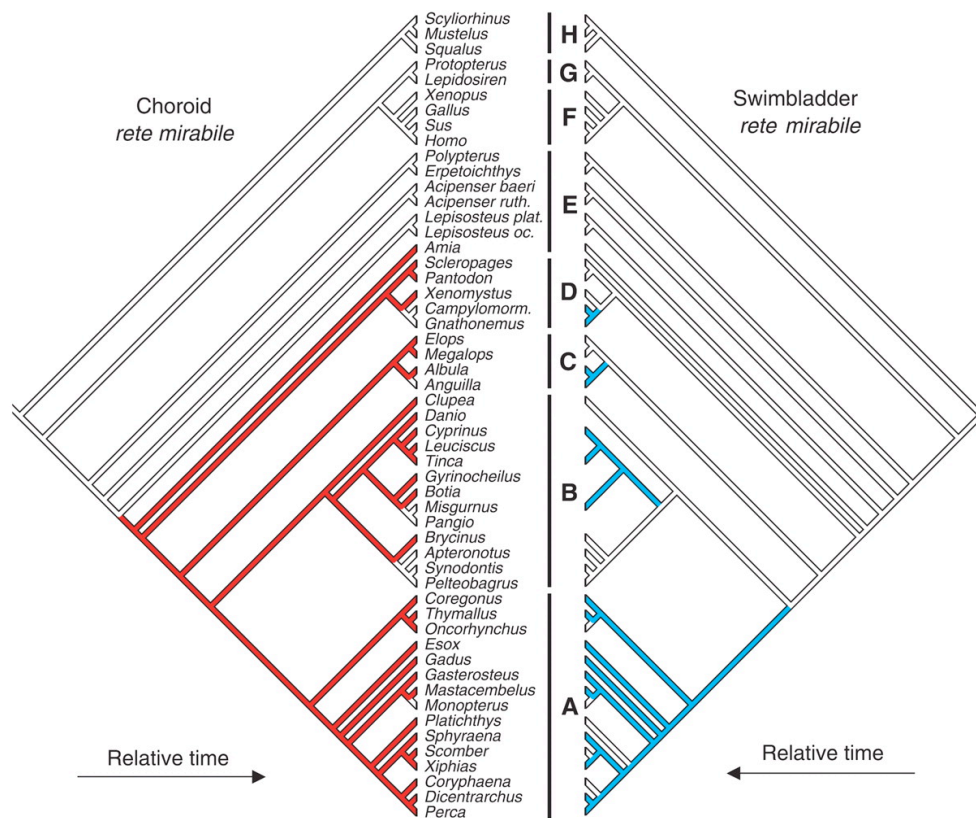 Choroid
rete mirabile
Scyliorhinus
Mustelus
Squalus
Protopterus
Lepidosiren
Xenopus
Gallus
Sus
Homo
Polypterus
Erpetoichthys
Acipenser baeri
Acipenser ruth.
Lepisosteus plat.
Lepisosteus oc.
Amia
Scleropages
Pantodon
Xenomystus
Campylomorm.
Gnathonemus
Elops
Megalops
Albula
Anguilla
Clupea
Danio
Cyprinus
Leuciscus
Tinca
Gyrinocheilus
Botia
Misgurnus
Pangio
Brycinus
Apteronotus
Synodontis
Pelteobagrus
Coregonus
Thymallus
Oncorhynchus
Esox
Gadus
Gasterosteus
Mastacembelus
Monopterus
Platichthys
Sphyraena
Scomber
Xiphias
Coryphaena
Dicentrarchus
Perca
H
G
F
E
D
C
B
A
Swimbladder
rete mirabile
Relative time
Relative time